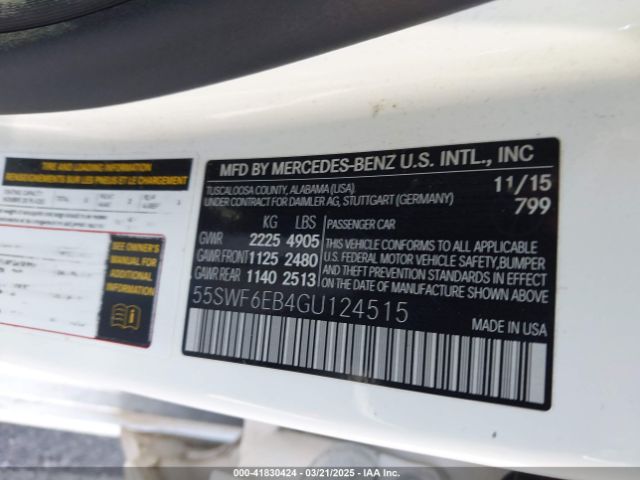 TIRE AND LOADING INFORMATION
RENSEIGNEMENTS SUR LES PNEUS ET LE CHARGEMENT
SEE OWNER'S
MANUAL FOR
ADDITIONAL
INFORMATION
MFD BY MERCEDES-BENZ U.S. INTL., INC
TUSCALOOSA COUNTY, ALABAMA (USA) 11/15
UNDER CONTRACT FOR DAIMLER AG, STUTTGART (GERMANY) 799
KG LBS PASSENGER CAR
GVWR 2225 4905
GAWR FRONT 1125 2480
GAWR REAR 1140 2513
THIS VEHICLE CONFORMS TO ALL APPLICABLE
U.S. FEDERAL MOTOR VEHICLE SAFETY, BUMPER
AND THEFT PREVENTION STANDARDS IN
EFFECT ON THE DATE OF MANUFACTURE
SHOWN ABOVE.
55SWF6EB4GU124515
MADE IN USA
000-41830424 — 03/21/2025 — IAA Inc.